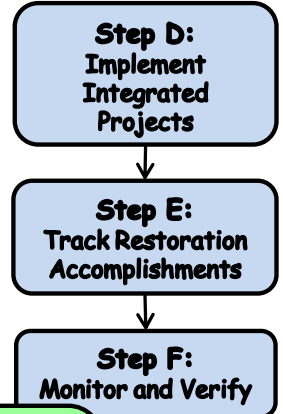 Step D:
Implement
Integrated
Projects
Step E:
Track Restoration
Accomplishments
Step F:
Monitor and Verify